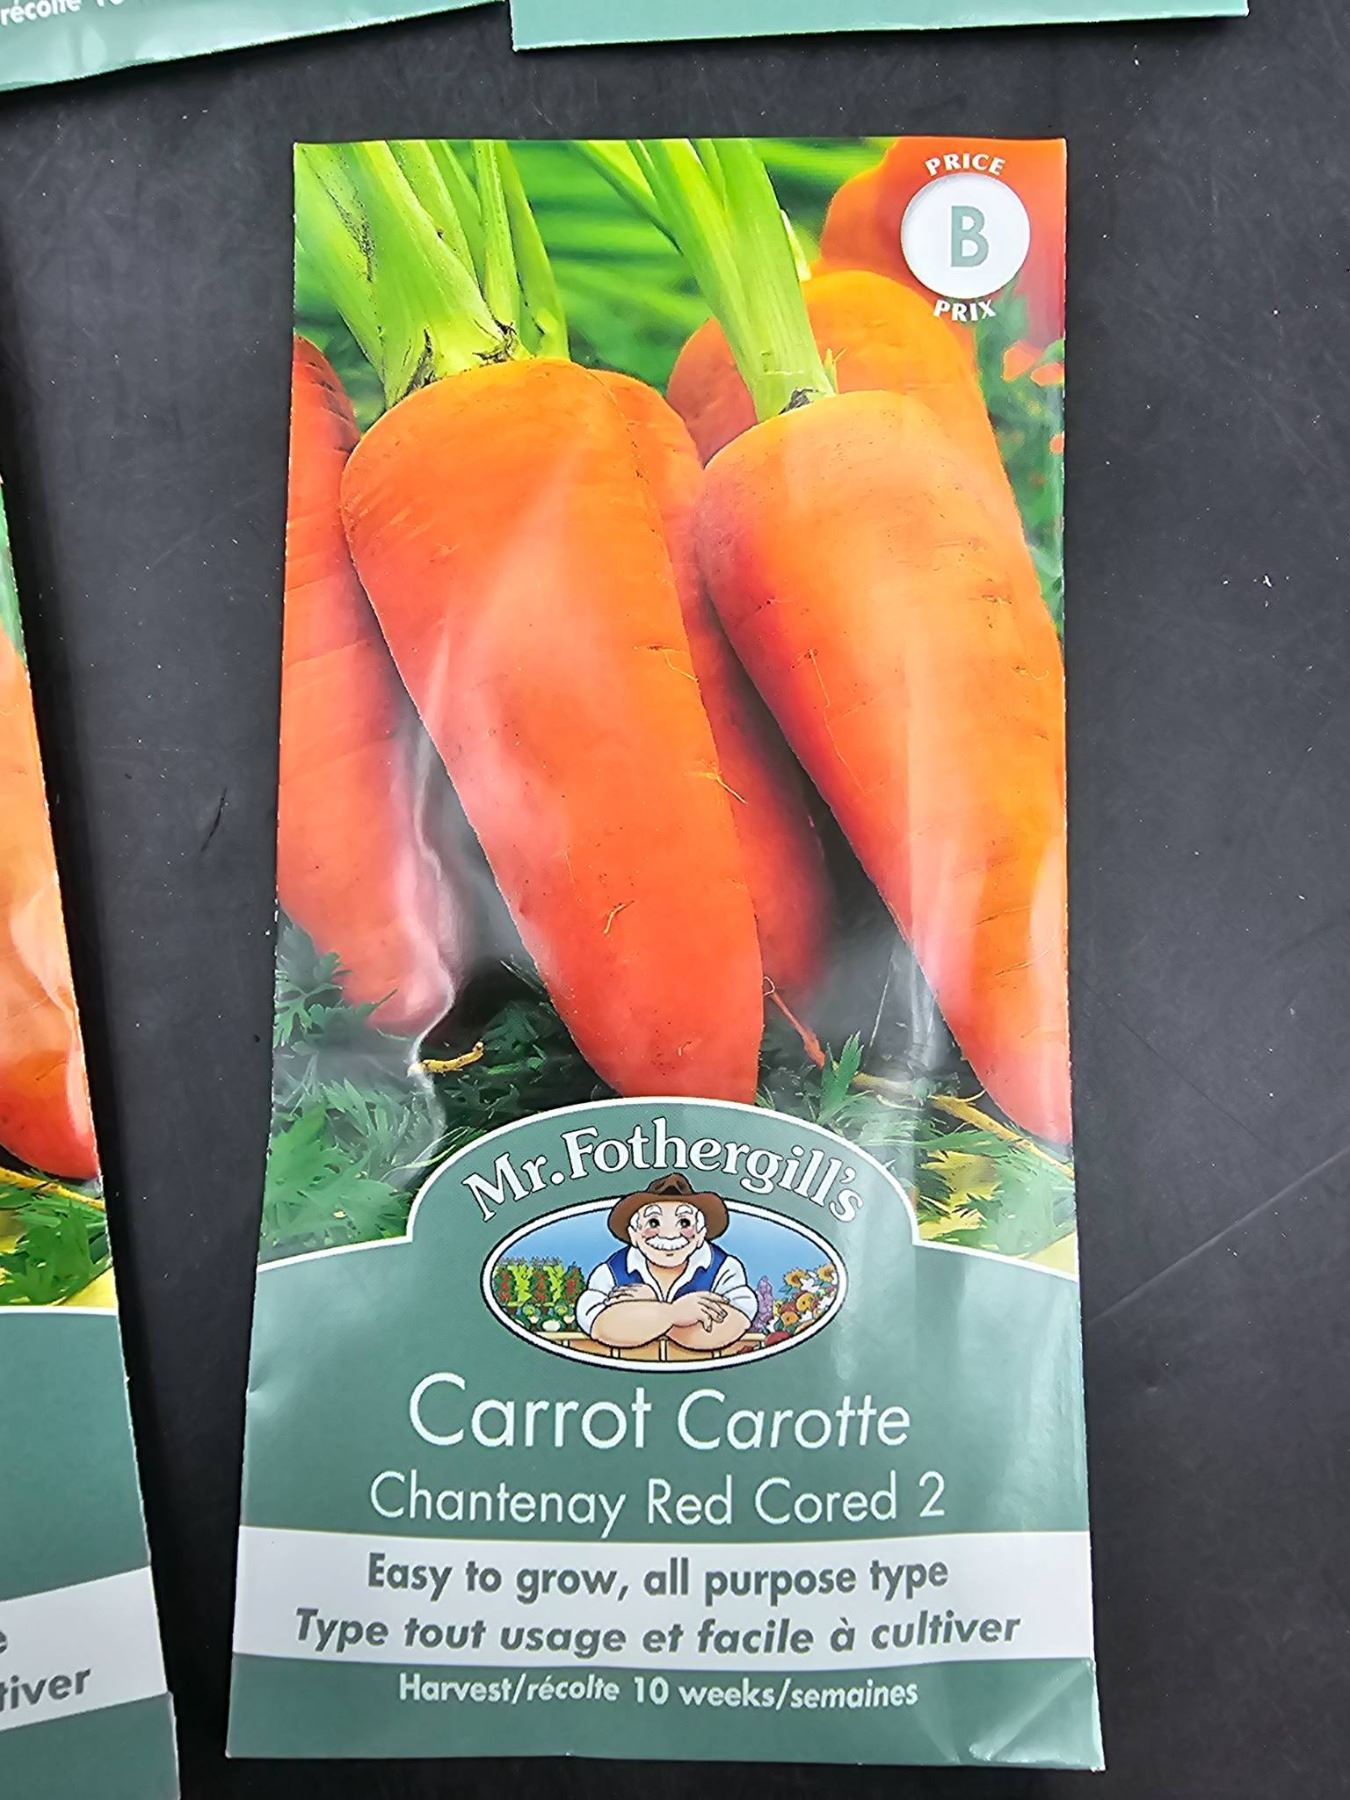 récolte
PRICE
B
PRIX
Mr. Fothergill's
Carrot Carotte
Chantenay Red Cored 2
Easy to grow, all purpose type
Type tout usage et facile à cultiver
Harvest/récolte 10 weeks/semaines
e
tiver